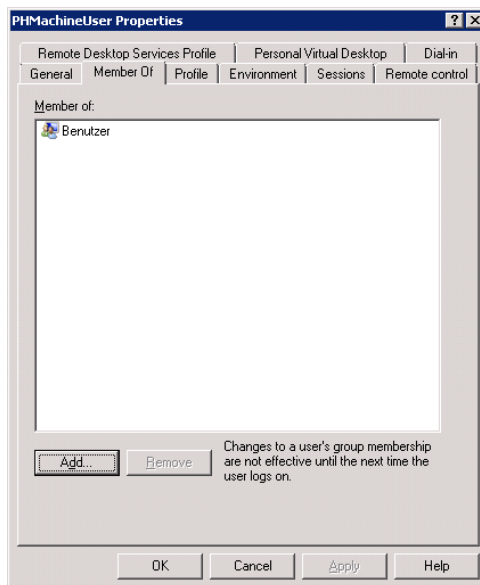 PHMachineUser Properties
Remote Desktop Services Profile
Personal Virtual Desktop
Dial-in
General
Member Of
Profile
Environment
Sessions
Remote control
Member of:
Benutzer
Add...
Remove
Changes to a user's group membership
are not effective until the next time the
user logs on.
OK
Cancel
Apply
Help